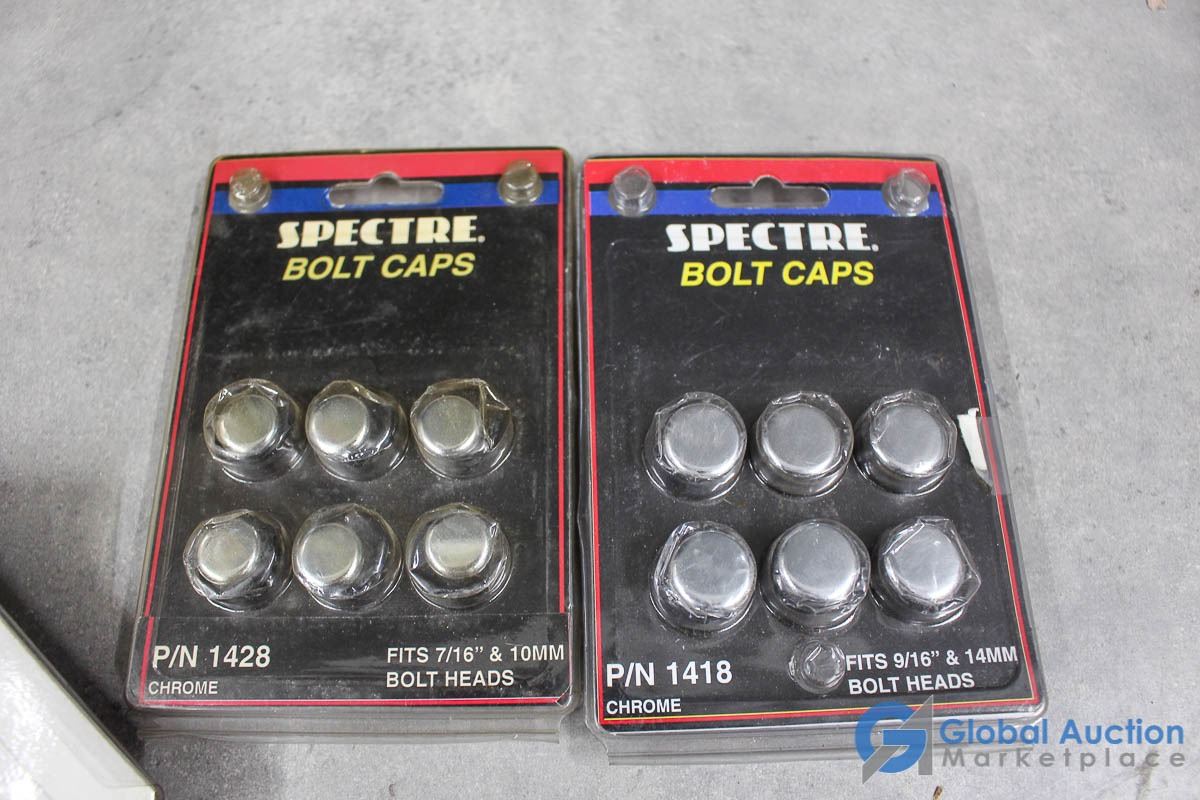 SPECTRE.
BOLT CAPS
P/N 1428
CHROME
FITS 7/16" & 10MM
BOLT HEADS
SPECTRE.
BOLT CAPS
P/N 1418
CHROME
FITS 9/16" & 14MM
BOLT HEADS
Global Auction
Marketplace